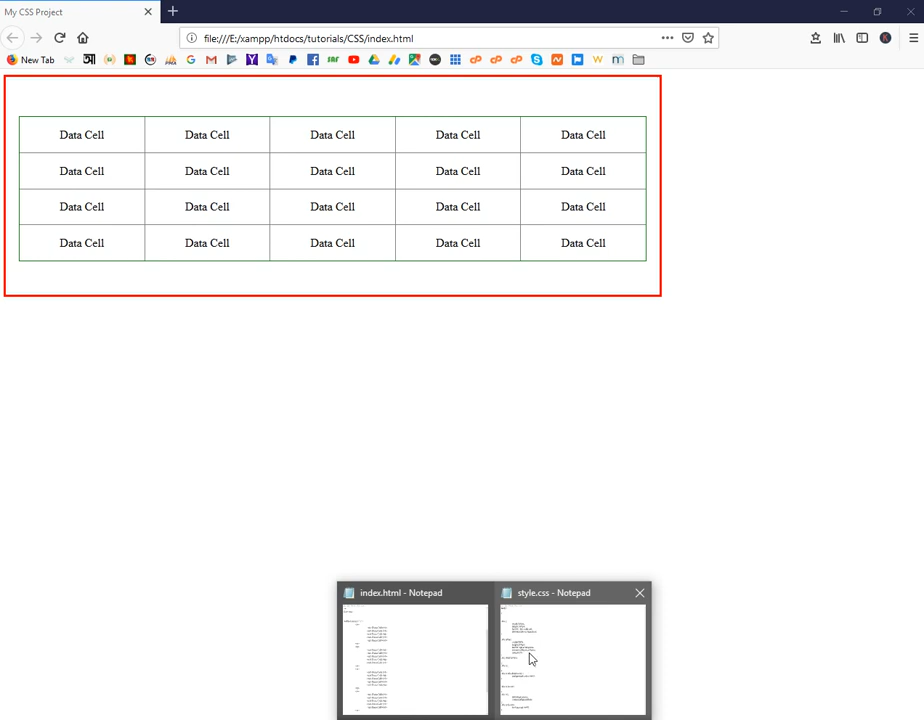 My CSS Project
file:///E:/xampp/htdocs/tutorials/CSS/index.html
New Tab
Data Cell Data Cell Data Cell Data Cell Data Cell
Data Cell Data Cell Data Cell Data Cell Data Cell
Data Cell Data Cell Data Cell Data Cell Data Cell
Data Cell Data Cell Data Cell Data Cell Data Cell
index.html - Notepad
style.css - Notepad